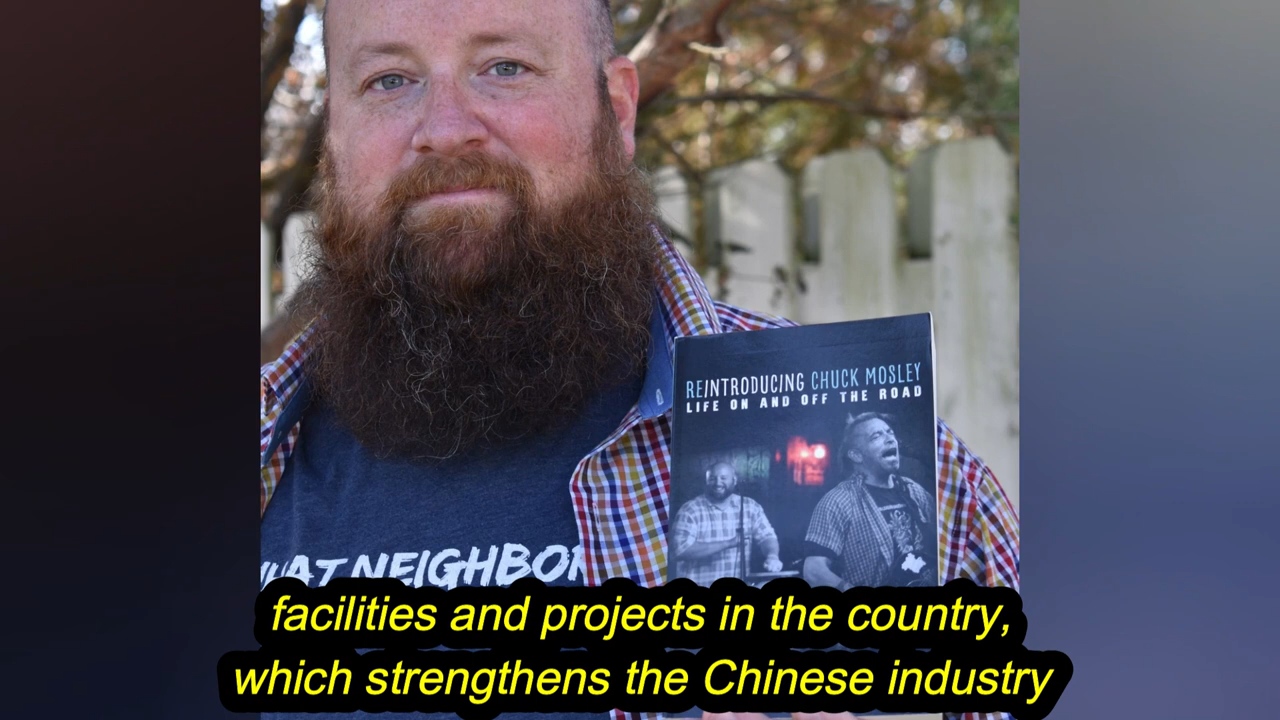 REINTRODUCING CHUCK MOSLEY
LIFE ON AND OFF THE ROAD
facilities and projects in the country,
which strengthens the Chinese industry